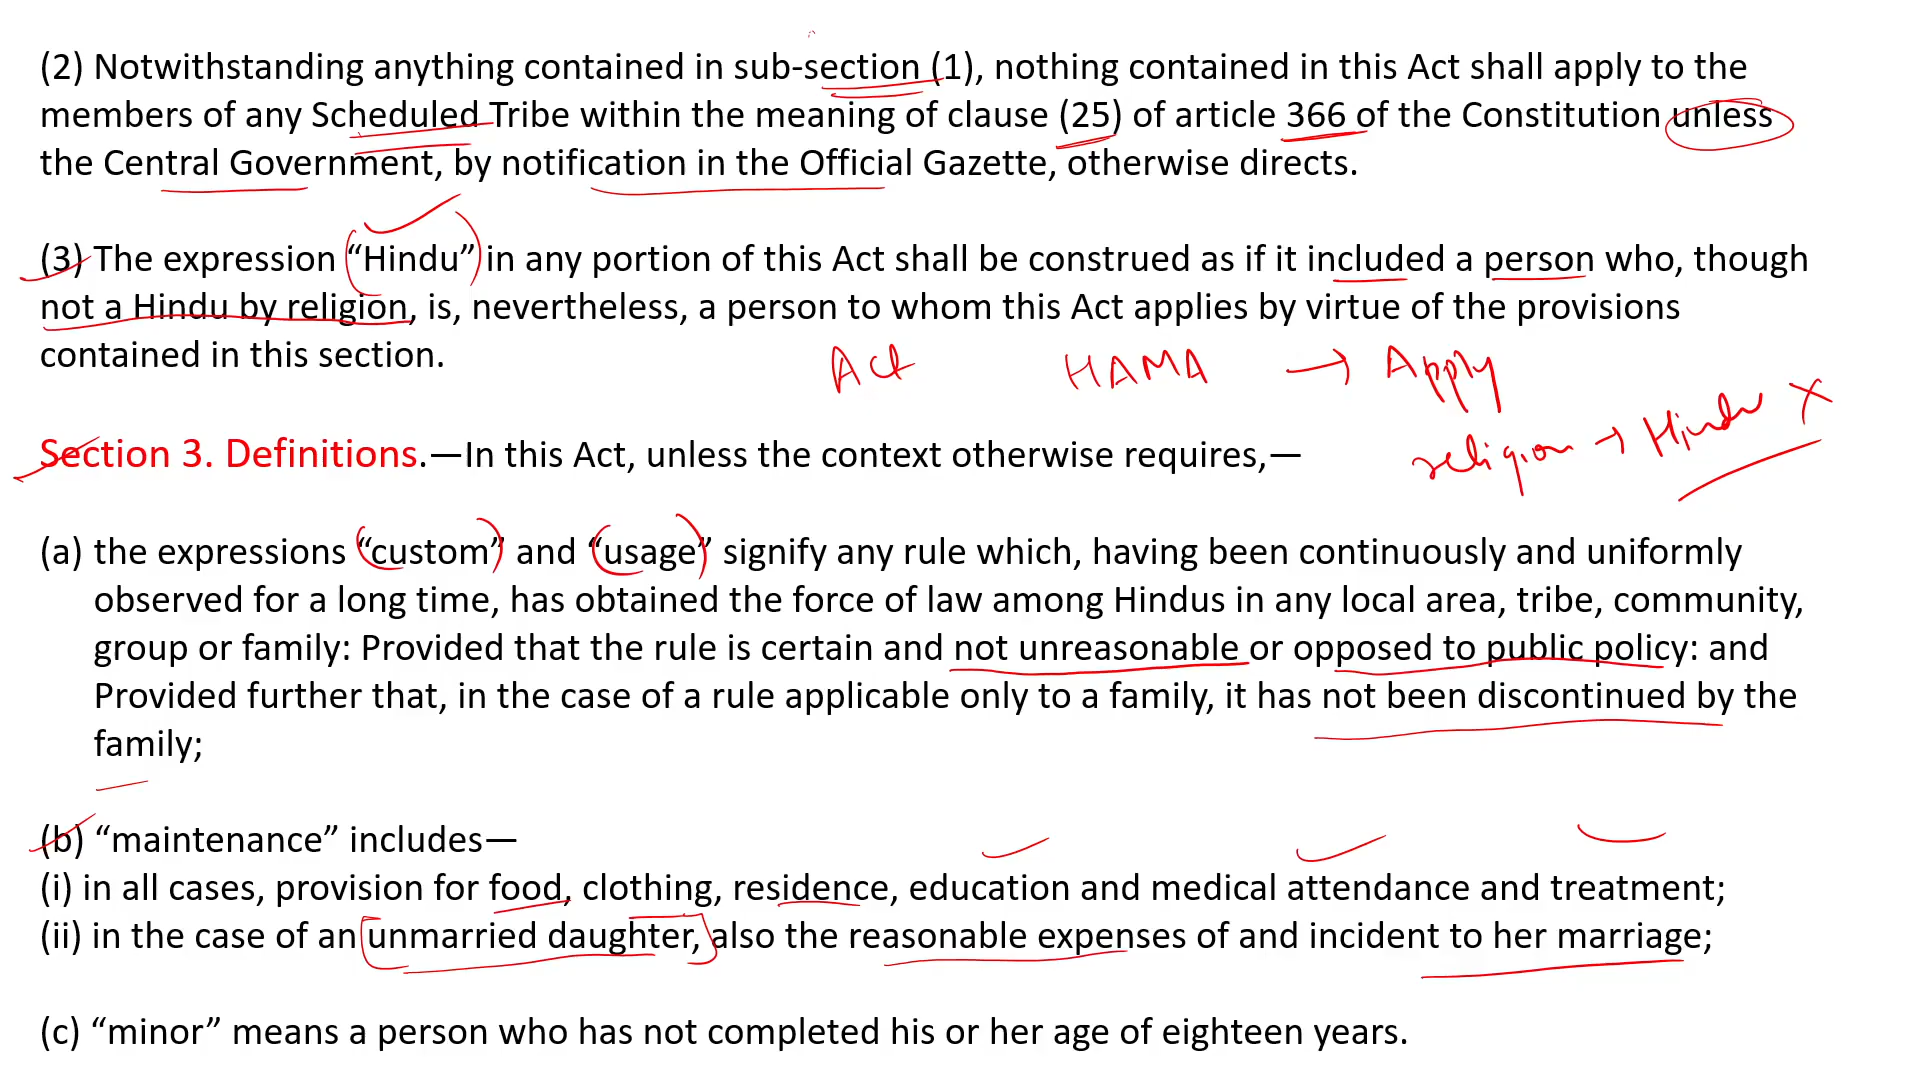 (2) Notwithstanding anything contained in sub-section (1), nothing contained in this Act shall apply to the
members of any Scheduled Tribe within the meaning of clause (25) of article 366 of the Constitution unless
the Central Government, by notification in the Official Gazette, otherwise directs.
(3) The expression “Hindu” in any portion of this Act shall be construed as if it included a person who, though
not a Hindu by religion, is, nevertheless, a person to whom this Act applies by virtue of the provisions
contained in this section.
Act HAMA → Apply
religion → Hindu X
Section 3. Definitions.—In this Act, unless the context otherwise requires,—
(a) the expressions “custom” and “usage” signify any rule which, having been continuously and uniformly
observed for a long time, has obtained the force of law among Hindus in any local area, tribe, community,
group or family: Provided that the rule is certain and not unreasonable or opposed to public policy: and
Provided further that, in the case of a rule applicable only to a family, it has not been discontinued by the
family;
(b) “maintenance” includes—
(i) in all cases, provision for food, clothing, residence, education and medical attendance and treatment;
(ii) in the case of an unmarried daughter, also the reasonable expenses of and incident to her marriage;
(c) “minor” means a person who has not completed his or her age of eighteen years.